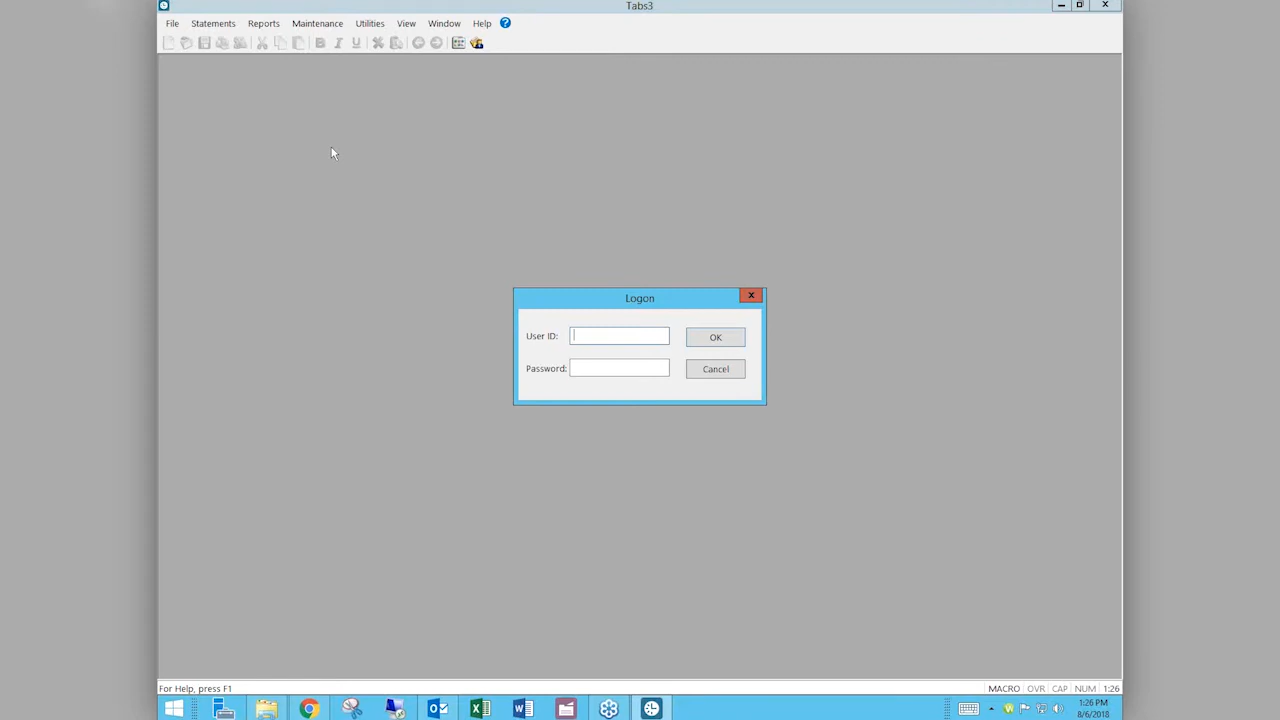 Tabs3
File Statements Reports Maintenance Utilities View Window Help
B I U
Logon
User ID:
OK
Password:
Cancel
For Help, press F1
MACRO OVR CAP NUM 1:26
1:26 PM
8/6/2018